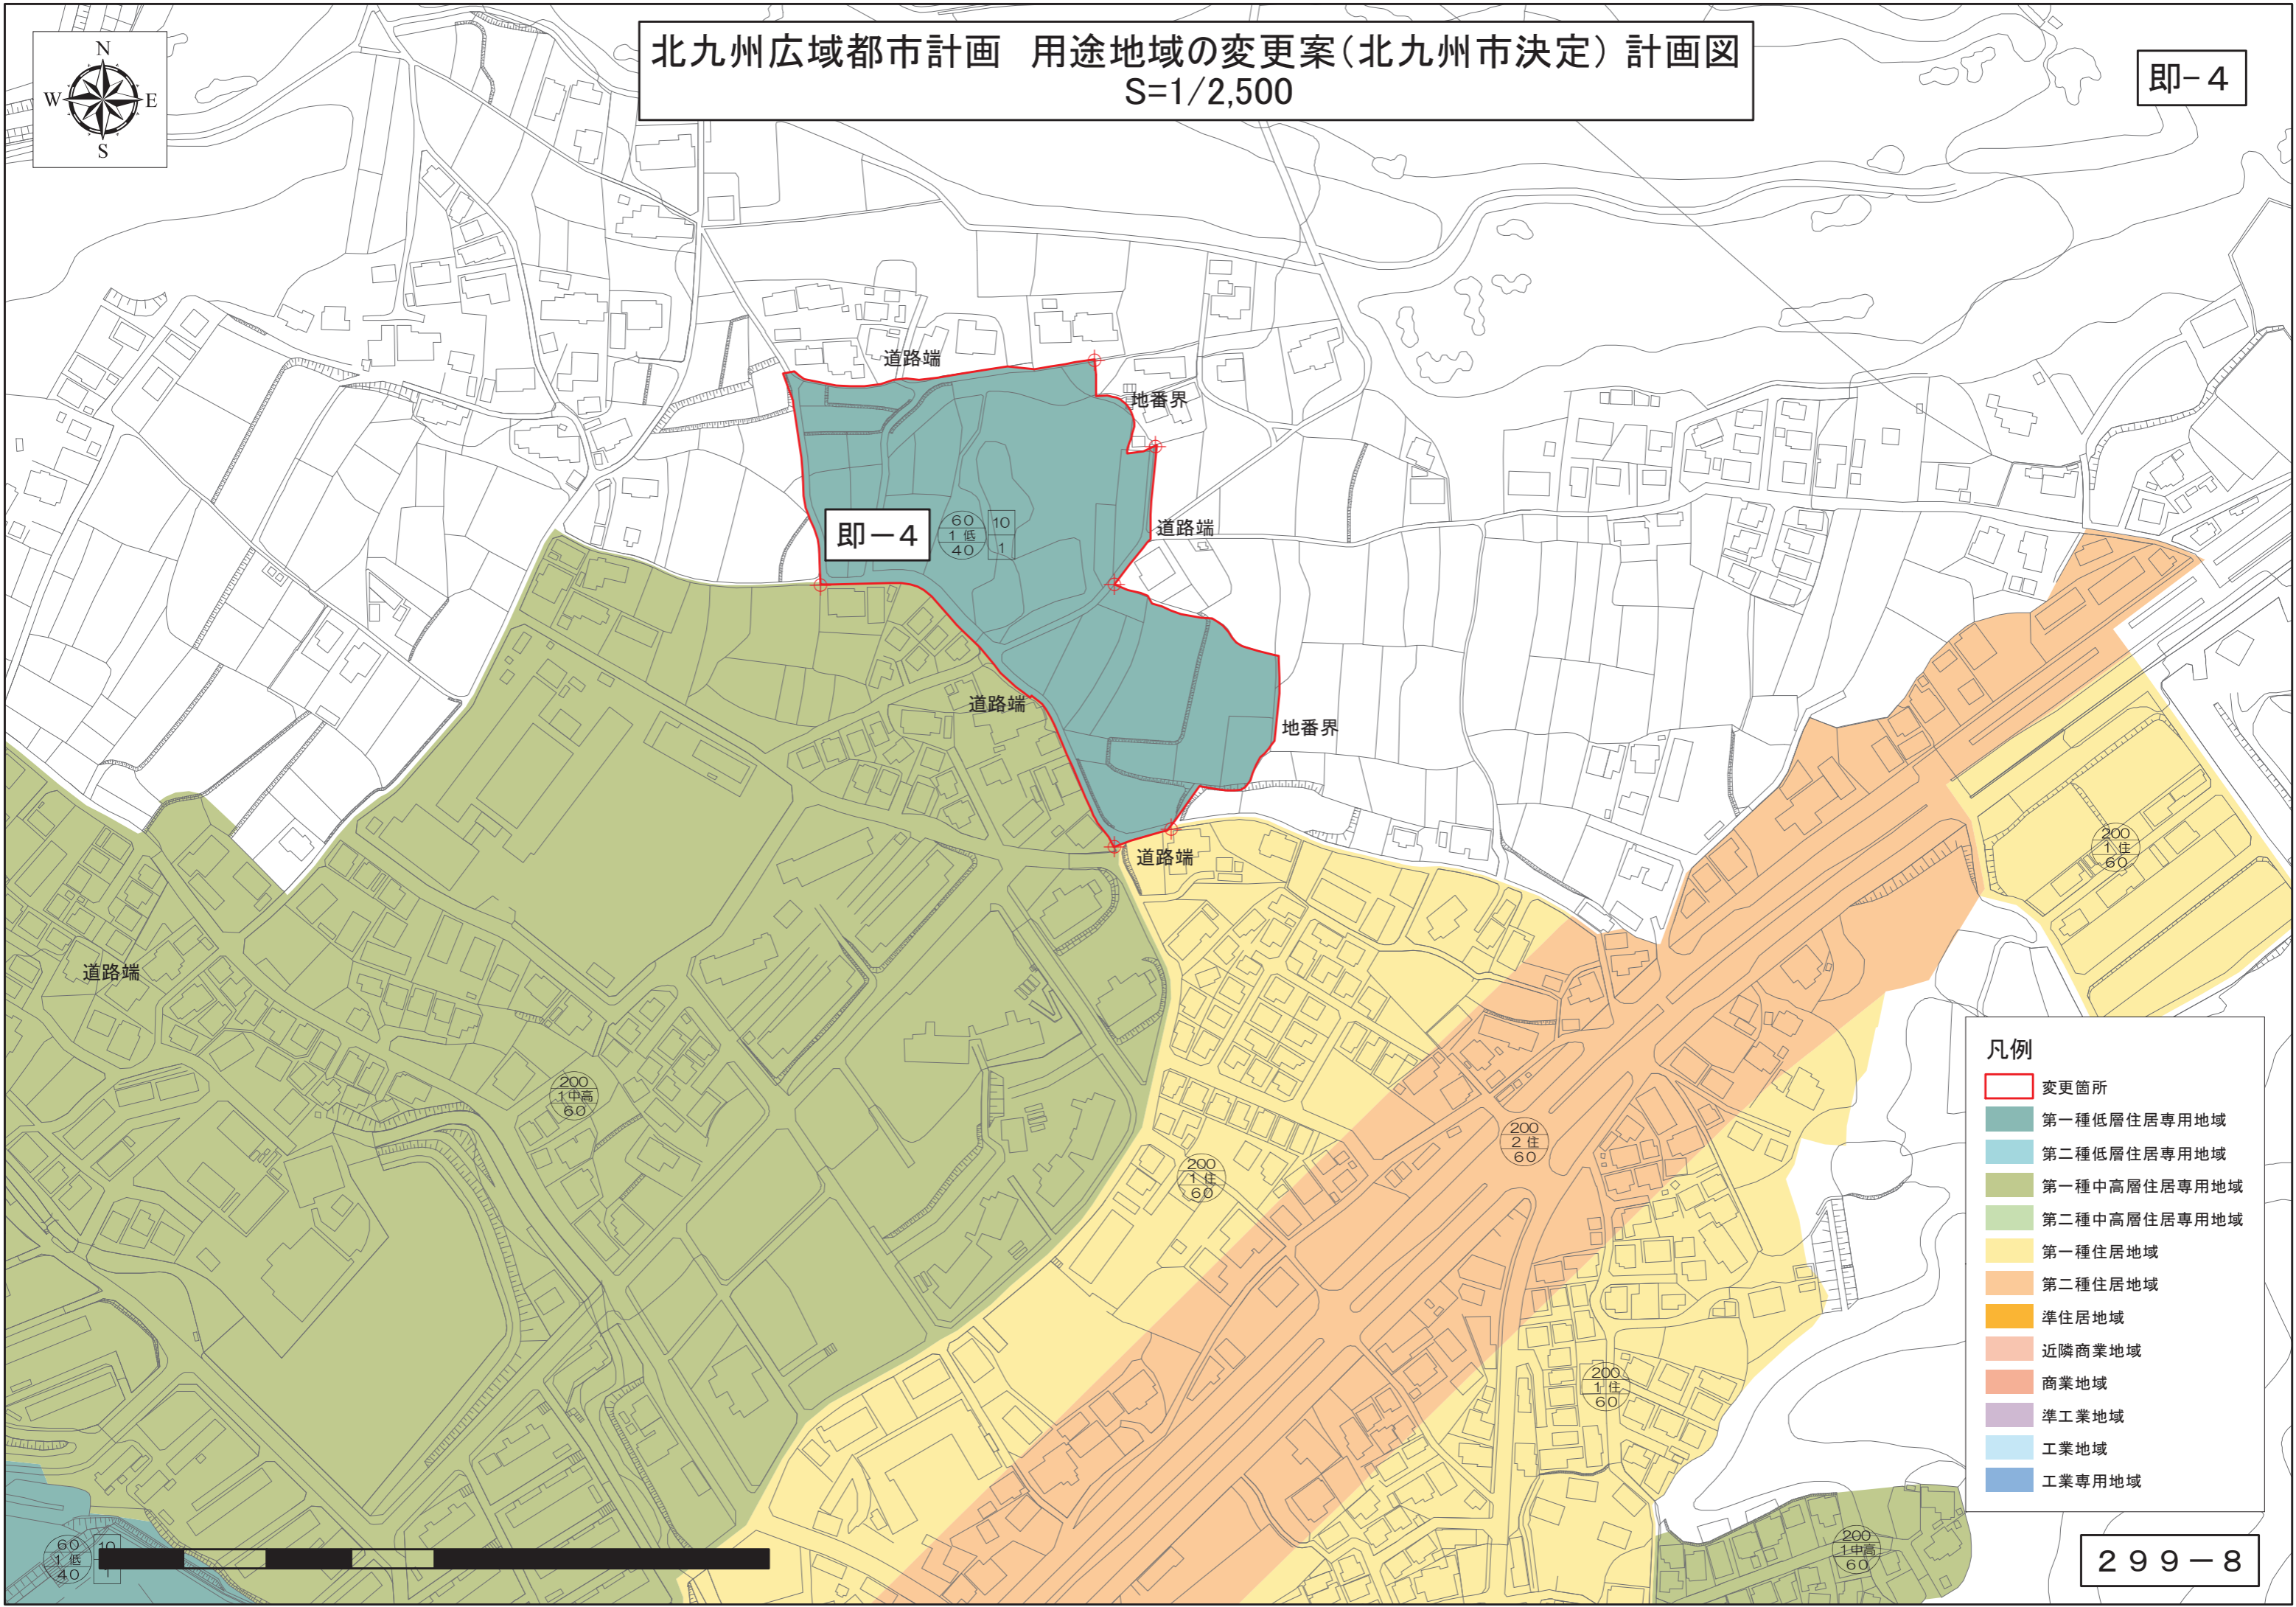 北九州広域都市計画 用途地域の変更案(北九州市決定) 計画図
S=1/2,500
即-4
N
W E
S
道路端
地番界
即-4
60
1低
40
10
1
道路端
道路端
地番界
道路端
200
1住
60
道路端
200
1中高
60
200
2住
60
200
1住
60
200
1住
60
凡例
変更箇所
第一種低層住居専用地域
第二種低層住居専用地域
第一種中高層住居専用地域
第二種中高層住居専用地域
第一種住居地域
第二種住居地域
準住居地域
近隣商業地域
商業地域
準工業地域
工業地域
工業専用地域
60
1低
40
10
1
200
1中高
60
299-8